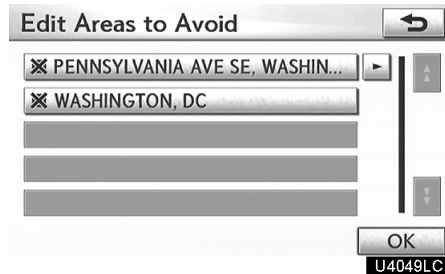 Edit Areas to Avoid
PENNSYLVANIA AVE SE, WASHIN...
WASHINGTON, DC
OK
U4049LC